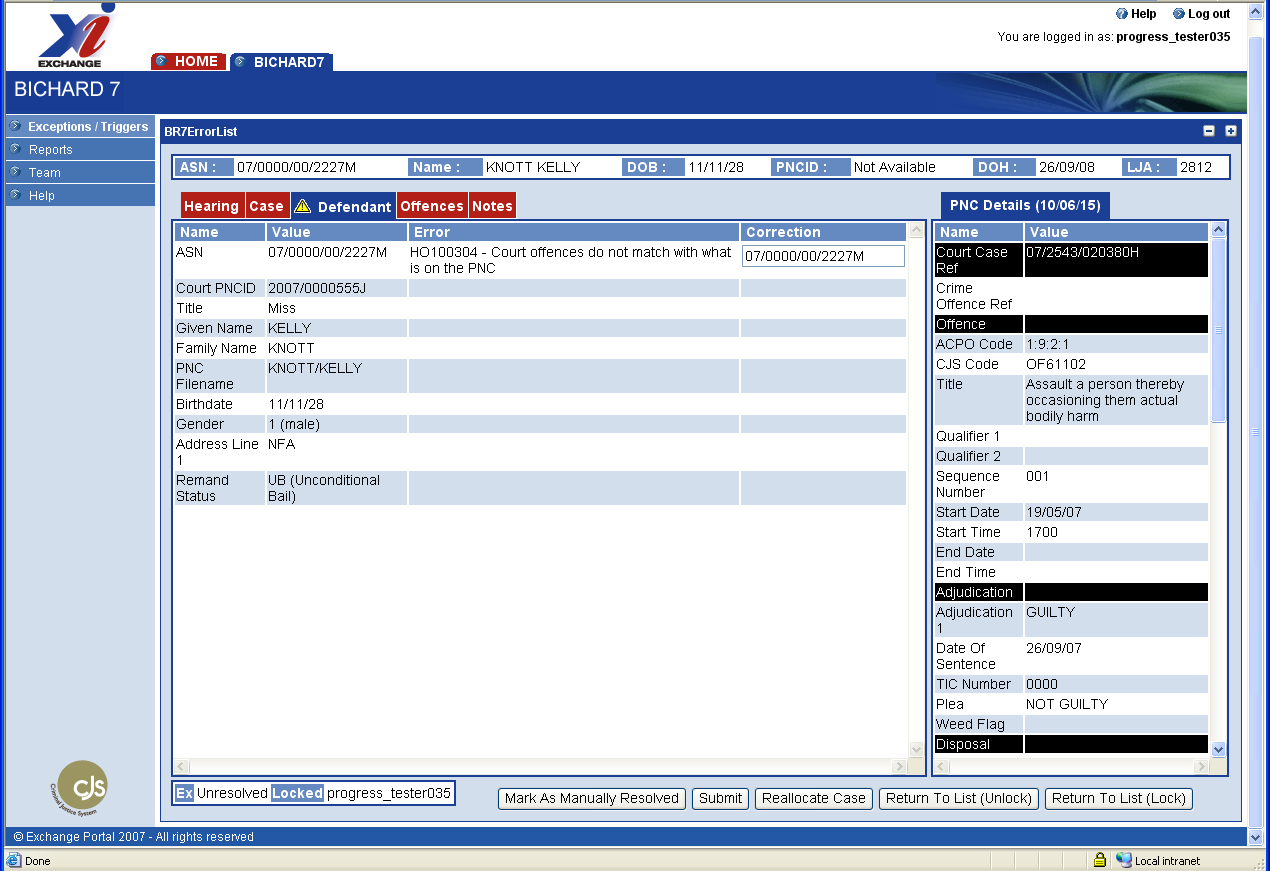 Help Log out
Xi
EXCHANGE
You are logged in as: progress_tester035
HOME BICHARD7
BICHARD 7
Exceptions / Triggers
Reports
Team
Help
BR7ErrorList
ASN : 07/0000/00/2227M Name : KNOTT KELLY DOB : 11/11/28 PNCID : Not Available DOH : 26/09/08 LJA : 2812
Hearing Case Defendant Offences Notes
Name Value Error Correction
ASN 07/0000/00/2227M HO100304 - Court offences do not match with what 07/0000/00/2227M
is on the PNC
Court PNCID 2007/0000555J
Title Miss
Given Name KELLY
Family Name KNOTT
PNC KNOTT/KELLY
Filename
Birthdate 11/11/28
Gender 1 (male)
Address Line NFA
1
Remand UB (Unconditional
Status Bail)
PNC Details (10/06/15)
Name Value
Court Case 07/2543/020380H
Ref
Crime
Offence Ref
Offence
ACPO Code 1:9:2:1
CJS Code OF61102
Title Assault a person thereby
occasioning them actual
bodily harm
Qualifier 1
Qualifier 2
Sequence 001
Number
Start Date 19/05/07
Start Time 1700
End Date
End Time
Adjudication
Adjudication GUILTY
1
Date Of 26/09/07
Sentence
TIC Number 0000
Plea NOT GUILTY
Weed Flag
Disposal
Ex Unresolved Locked progress_tester035
Mark As Manually Resolved Submit Reallocate Case Return To List (Unlock) Return To List (Lock)
cjs
Criminal Justice System
© Exchange Portal 2007 - All rights reserved
Done Local intranet